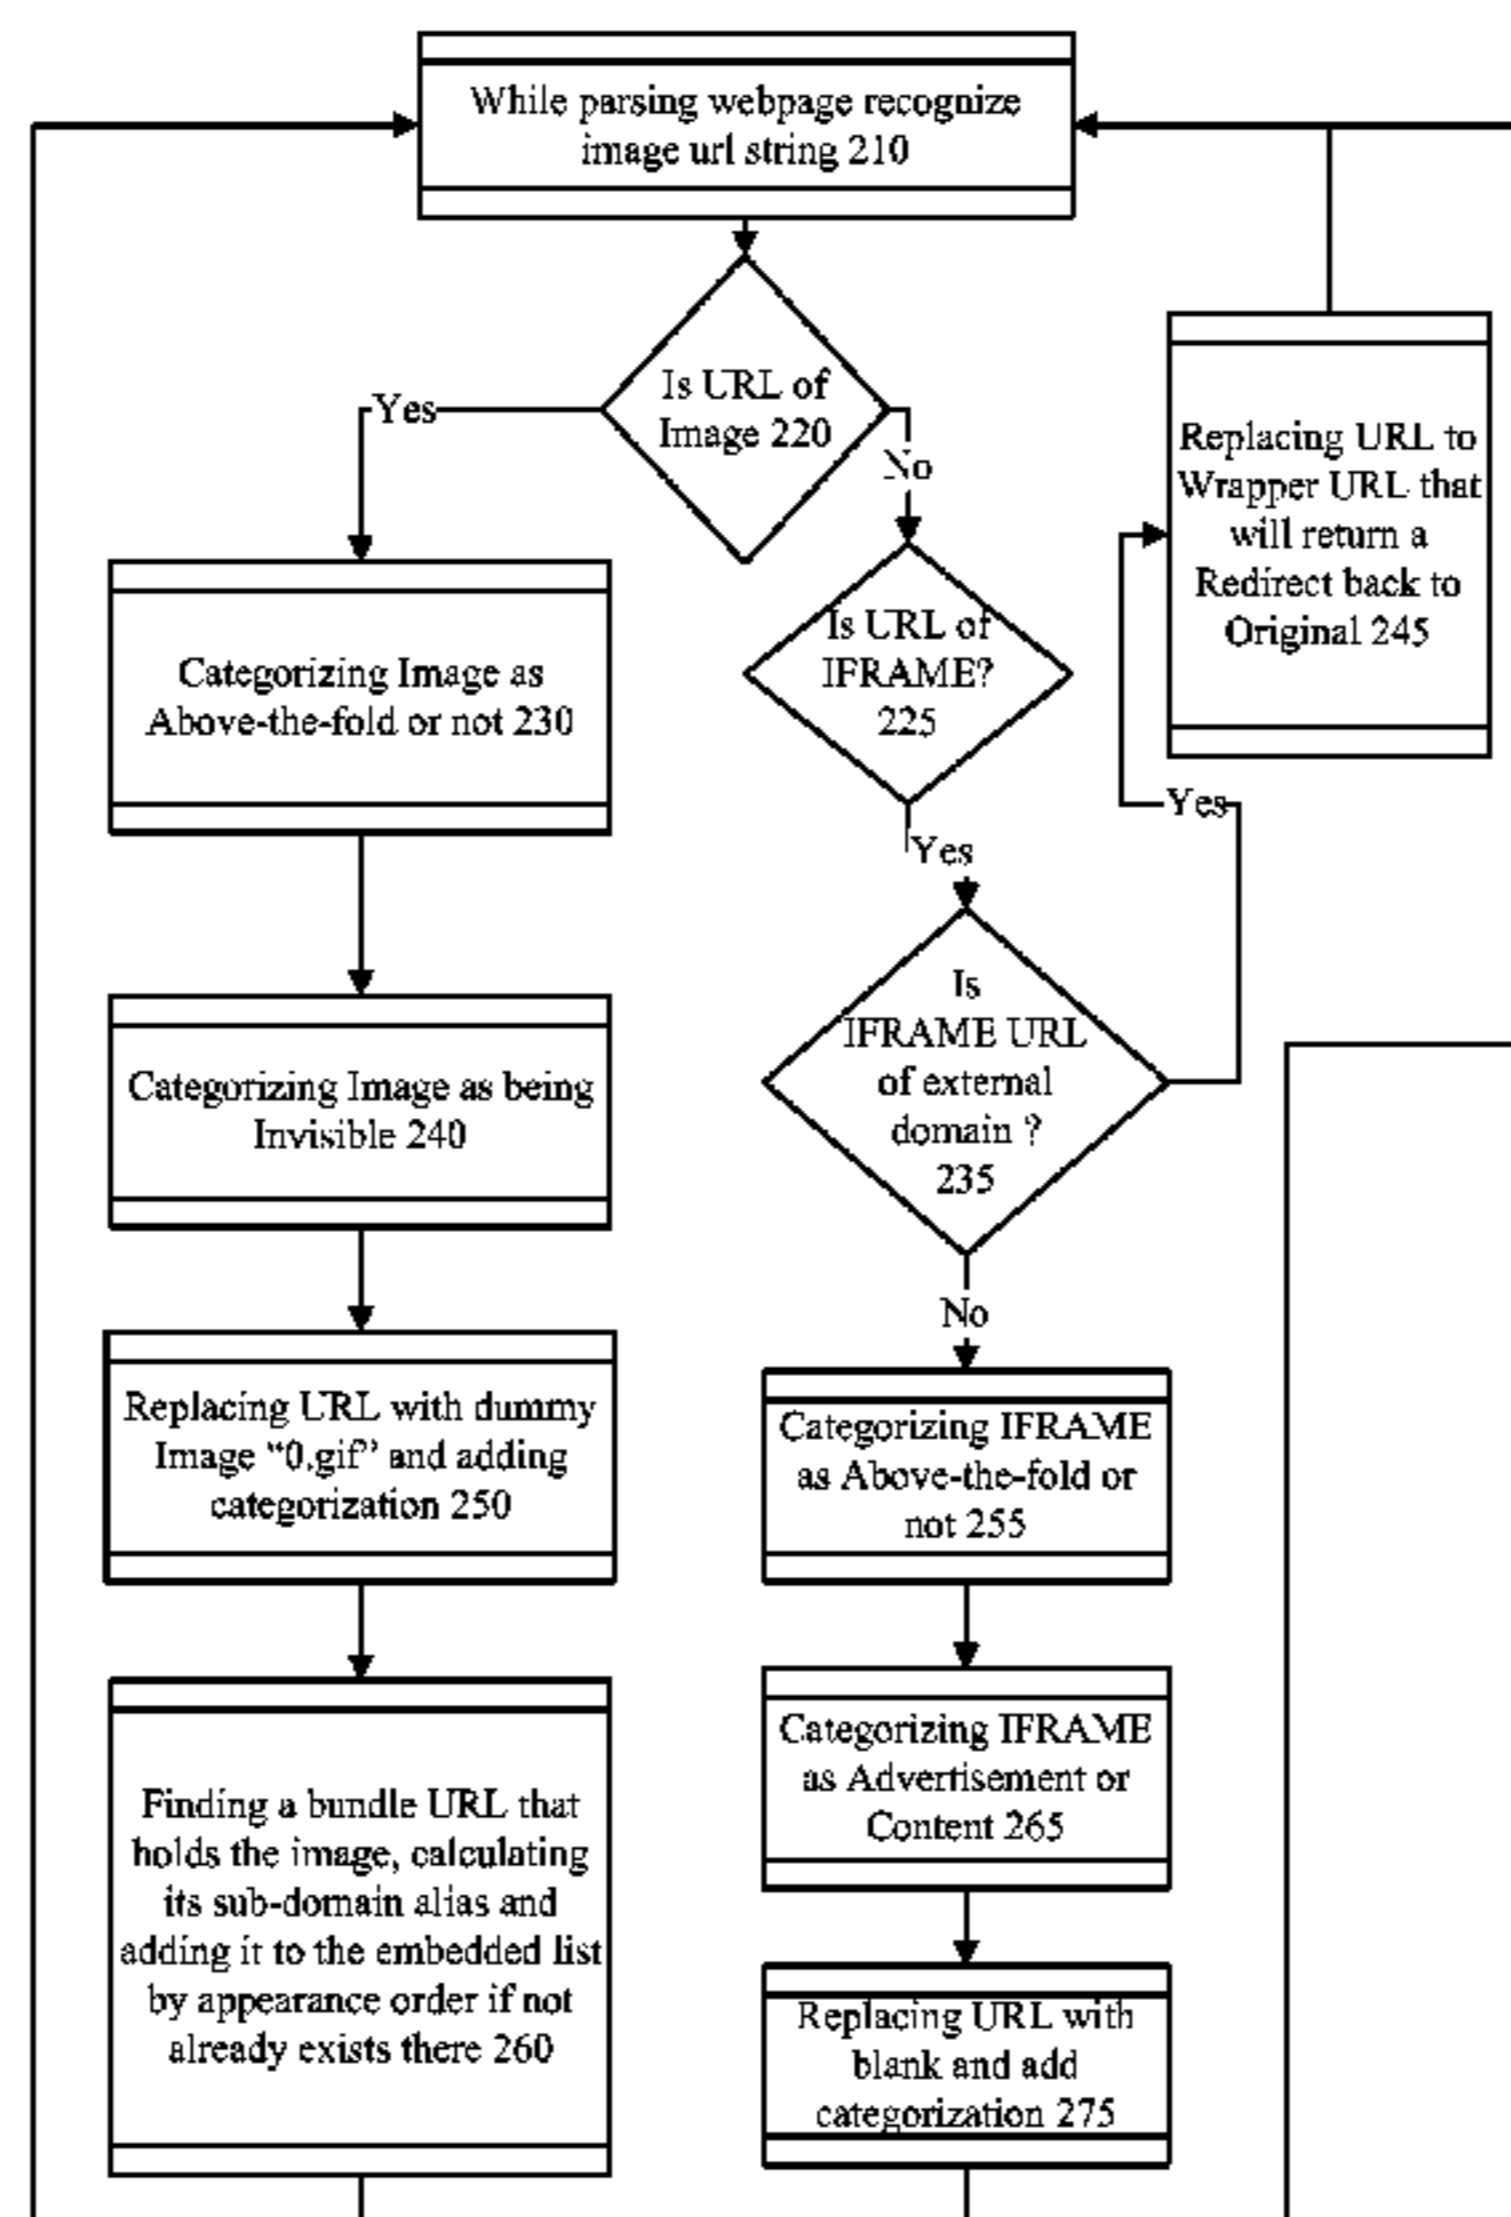 While parsing webpage recognize
image url string 210
Is URL of
Image 220
Yes
No
Replacing URL to
Wrapper URL that
will return a
Redirect back to
Original 245
Categorizing Image as
Above-the-fold or not 230
Is URL of
IFRAME?
225
Yes
Yes
Is
IFRAME URL
of external
domain ?
235
Categorizing Image as being
Invisible 240
No
Replacing URL with dummy
Image “0.gif” and adding
categorization 250
Categorizing IFRAME
as Above-the-fold or
not 255
Finding a bundle URL that
holds the image, calculating
its sub-domain alias and
adding it to the embedded list
by appearance order if not
already exists there 260
Categorizing IFRAME
as Advertisement or
Content 265
Replacing URL with
blank and add
categorization 275